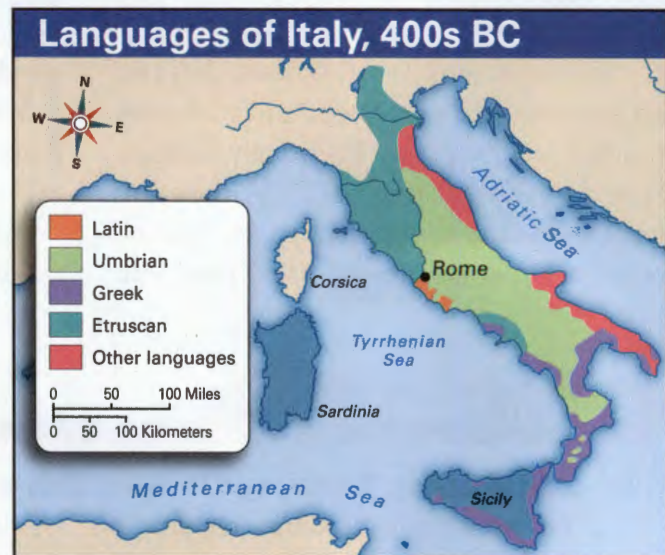 Languages of Italy, 400s BC
N
W
E
S
Adriatic Sea
Latin
Umbrian
Greek
Etruscan
Other languages
0 50 100 Miles
0 50 100 Kilometers
Rome
Corsica
Tyrrhenian
Sea
Sardinia
Mediterranean Sea
Sicily